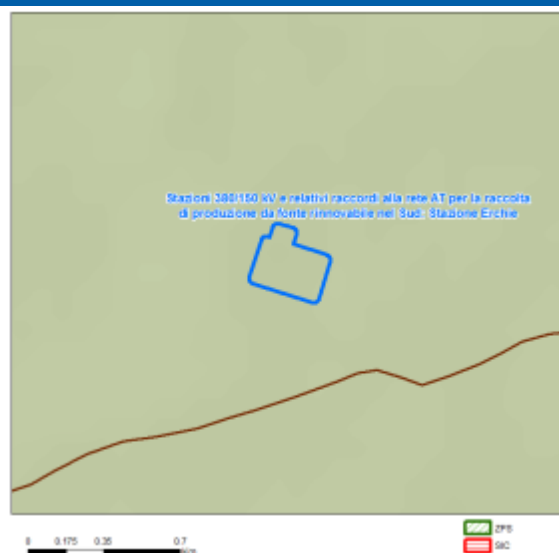 Stazioni 380/150 kV e relativi raccordi alla rete AT per la raccolta
di produzione da fonte rinnovabile nel Sud: Stazione Erchie
0 0.175 0.35 0.7
Km
ZPS
SIC